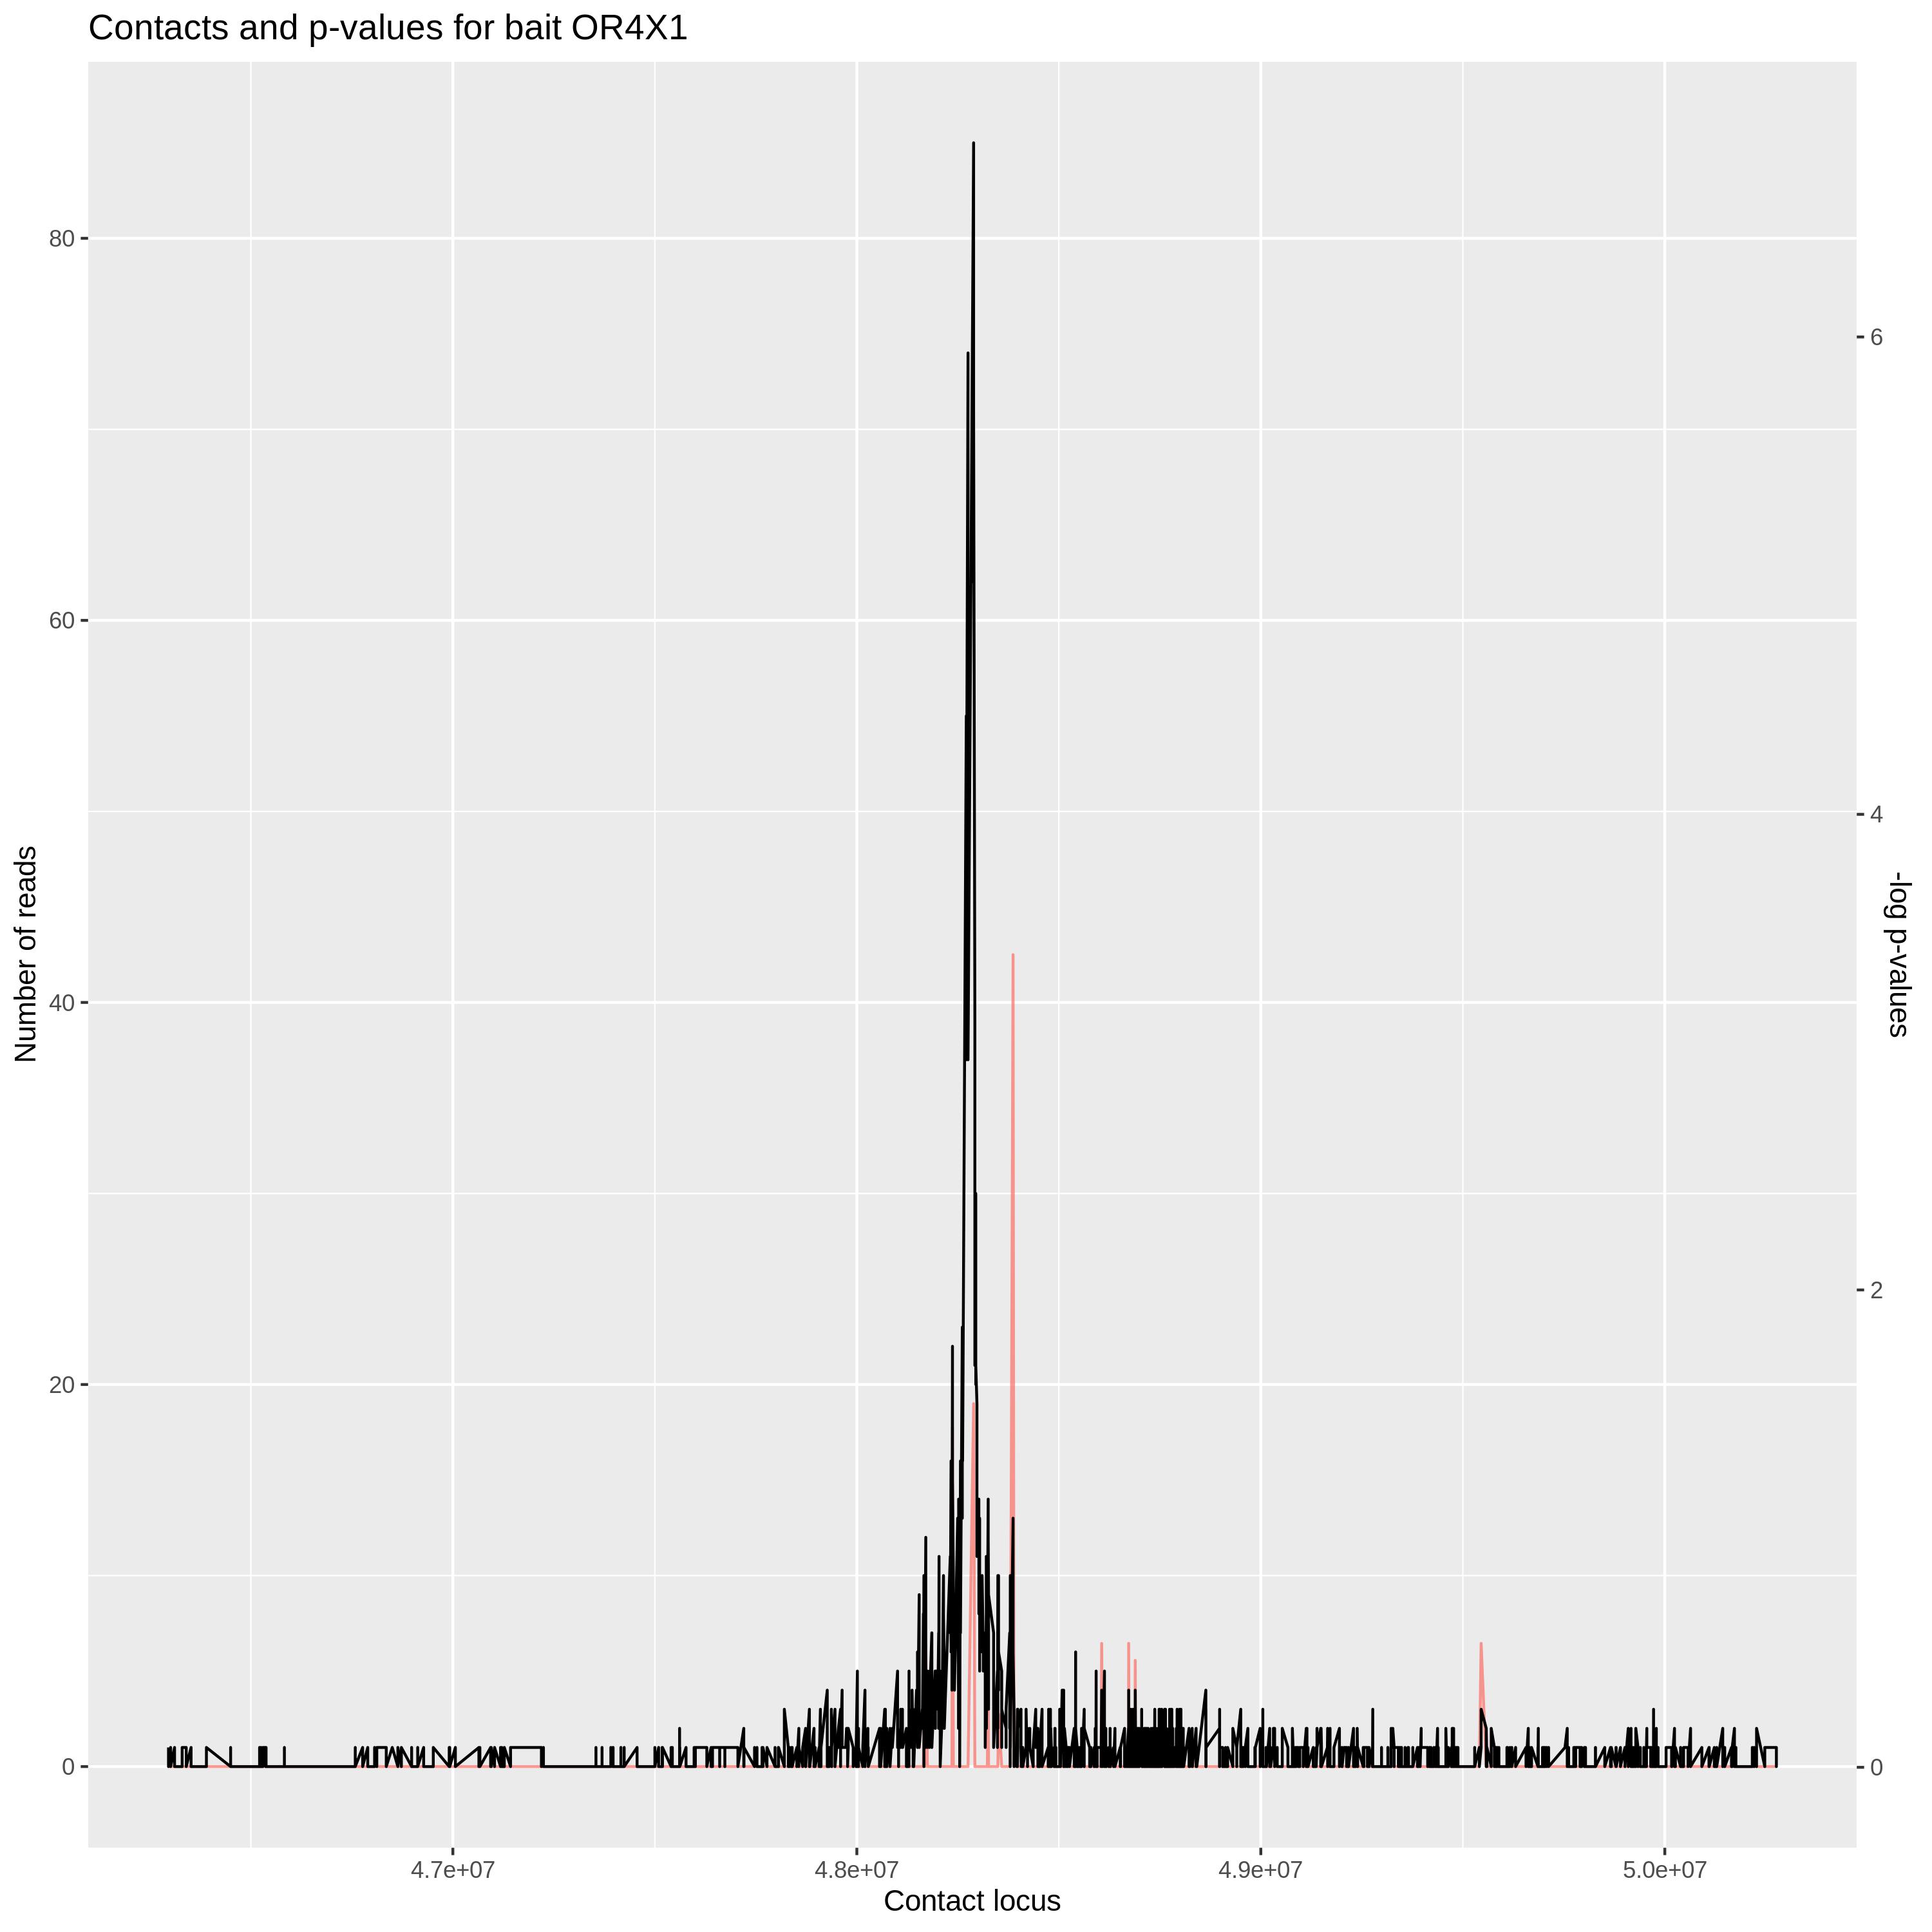 Contacts and p-values for bait OR4X1
80
60
40
20
0
6
4
2
0
Number of reads
-log p-values
4.7e+07
4.8e+07
4.9e+07
5.0e+07
Contact locus